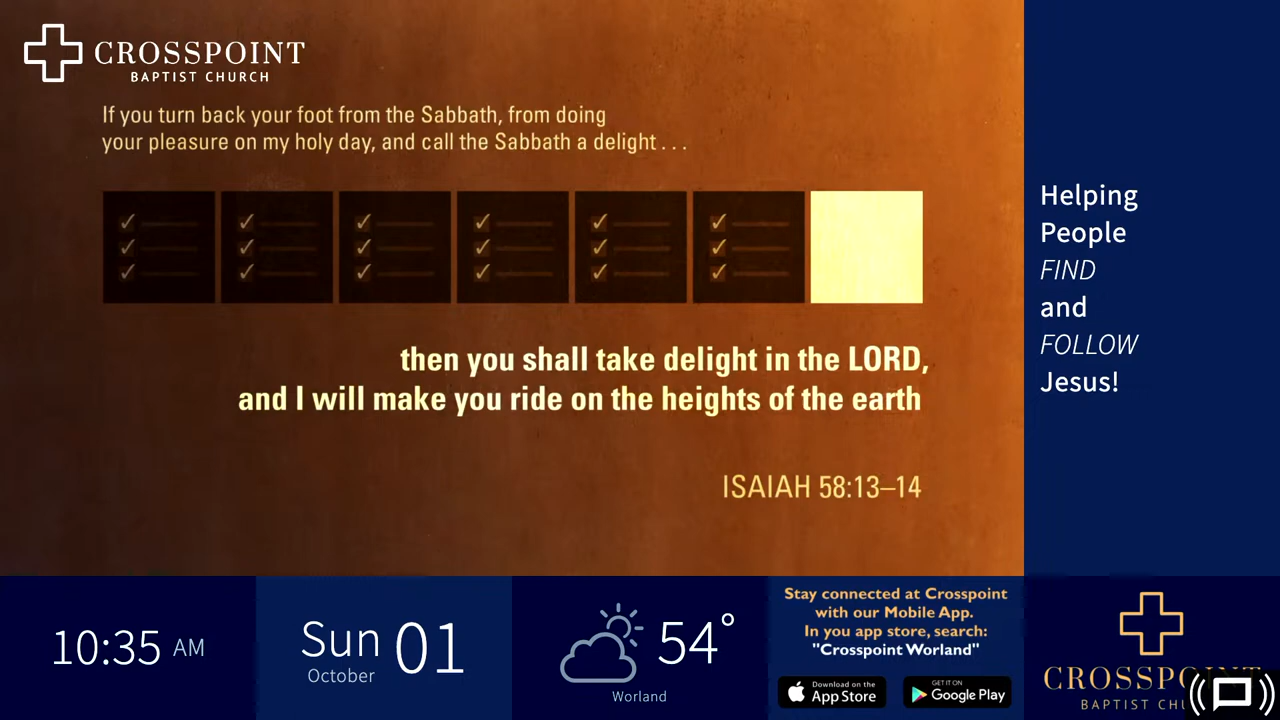 CROSSPOINT
BAPTIST CHURCH
If you turn back your foot from the Sabbath, from doing
your pleasure on my holy day, and call the Sabbath a delight . . .
then you shall take delight in the LORD,
and I will make you ride on the heights of the earth
ISAIAH 58:13–14
Helping
People
FIND
and
FOLLOW
Jesus!
10:35 AM
Sun 01
October
54°
Worland
Stay connected at Crosspoint
with our Mobile App.
In you app store, search:
"Crosspoint Worland"
Download on the
App Store
GET IT ON
Google Play
CROSSPOINT
BAPTIST CHU